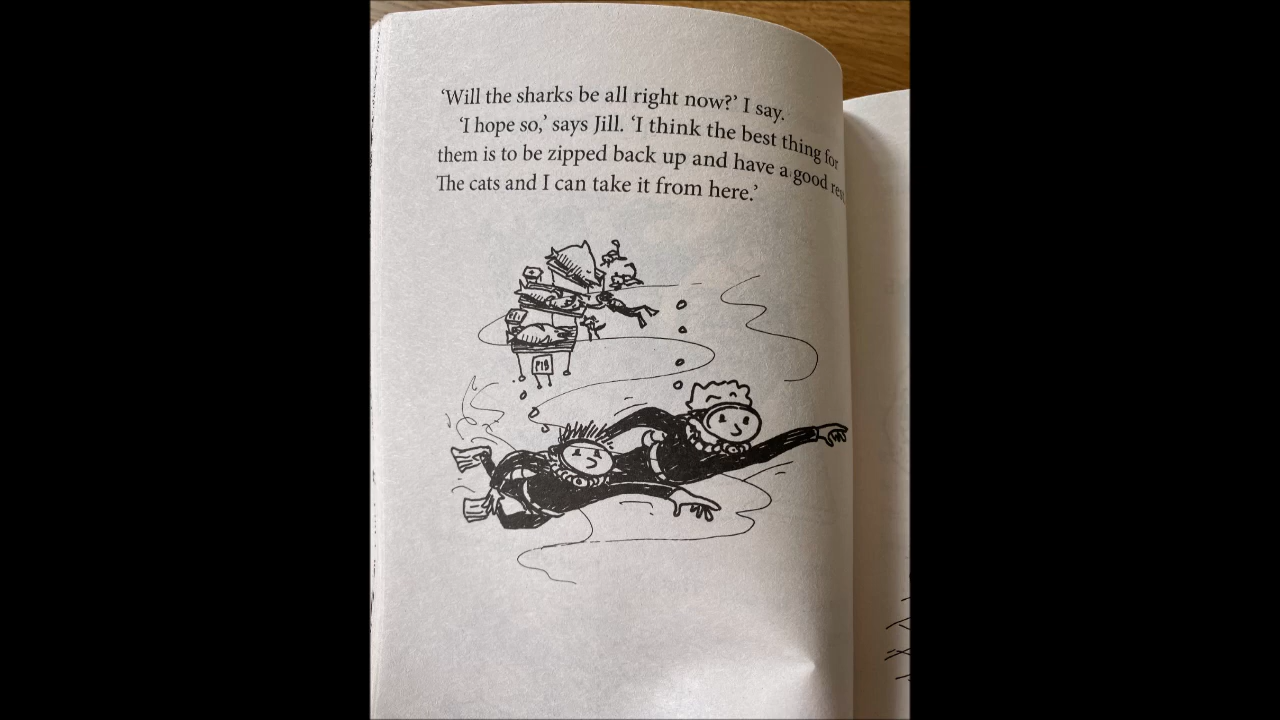 ‘Will the sharks be all right now?’ I say.
‘I hope so,’ says Jill. ‘I think the best thing for
them is to be zipped back up and have a good
The cats and I can take it from here.’